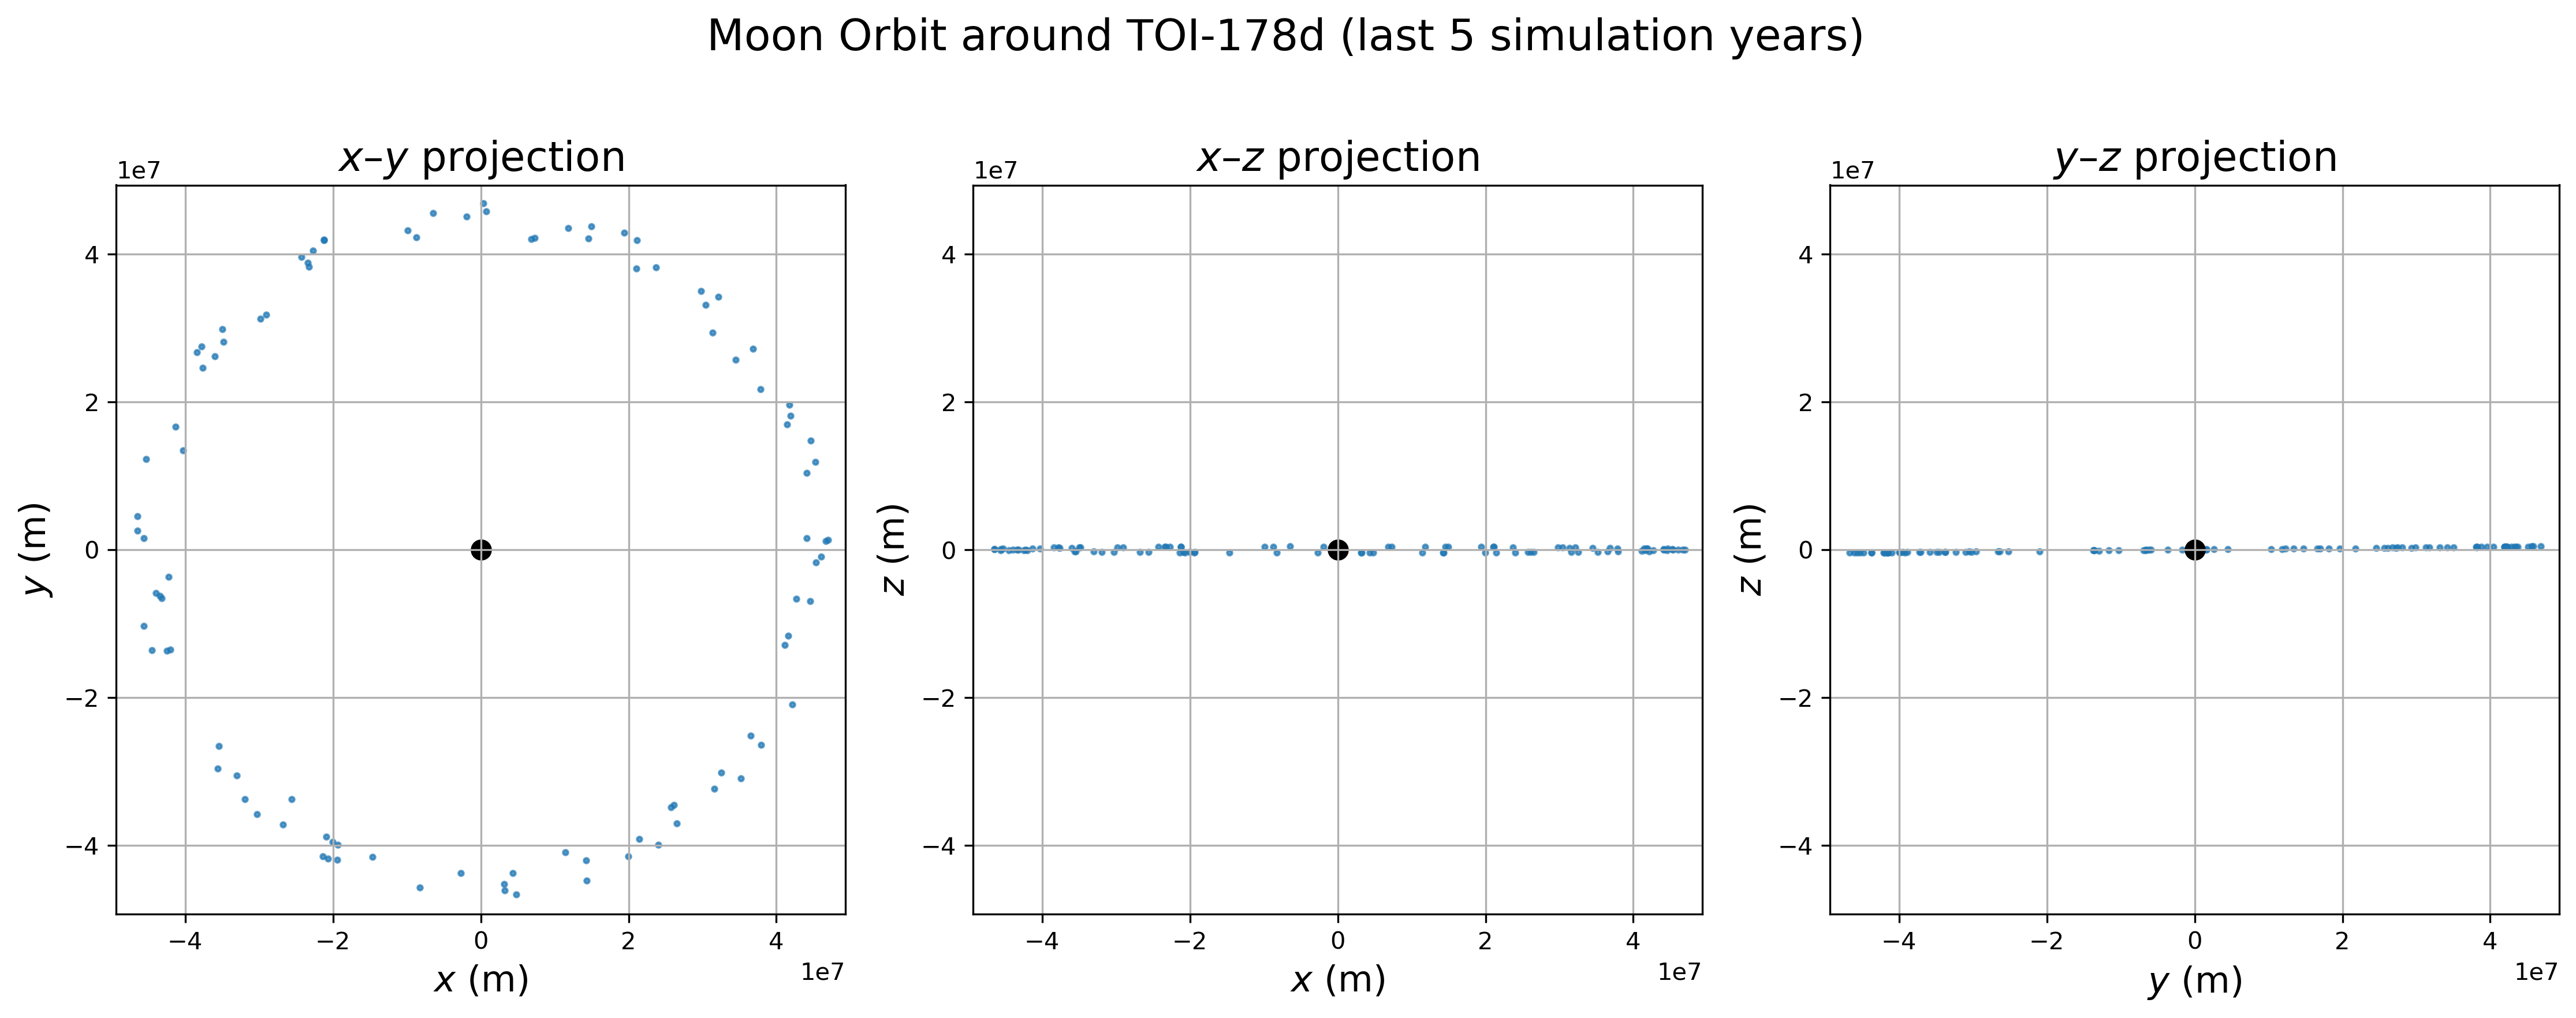 Moon Orbit around TOI-178d (last 5 simulation years)
x–y projection
1e7
4
2
0
−2
−4
y (m)
−4 −2 0 2 4
1e7
x (m)
x–z projection
1e7
4
2
0
−2
−4
z (m)
−4 −2 0 2 4
1e7
x (m)
y–z projection
1e7
4
2
0
−2
−4
z (m)
−4 −2 0 2 4
1e7
y (m)